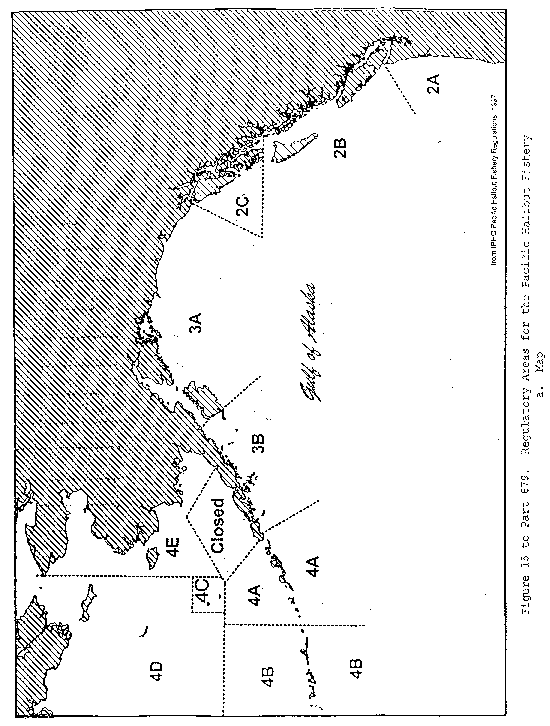 2A
2B
2C
3A
Gulf of Alaska
3B
Closed
4E
4A
4A
4C
4B
4B
4D
from IPHC Pacific Halibut Fishery Regulations 1997
Figure 15 to Part 679. Regulatory Areas for the Pacific Halibut Fishery
a. Map